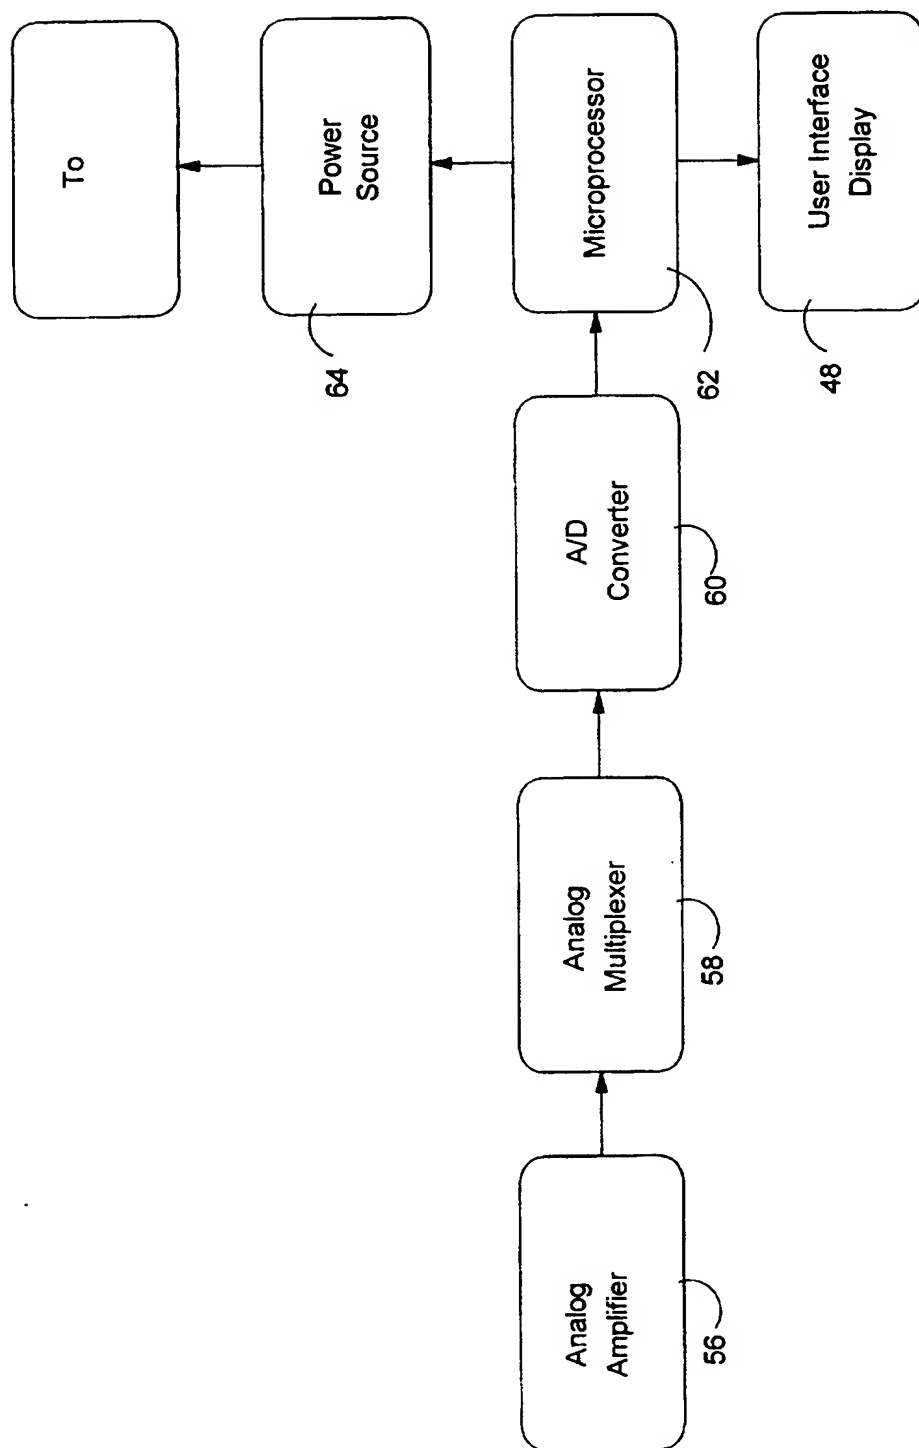 Analog
Amplifier
56
Analog
Multiplexer
58
A/D
Converter
60
To
Power
Source
64
Microprocessor
62
User Interface
Display
48